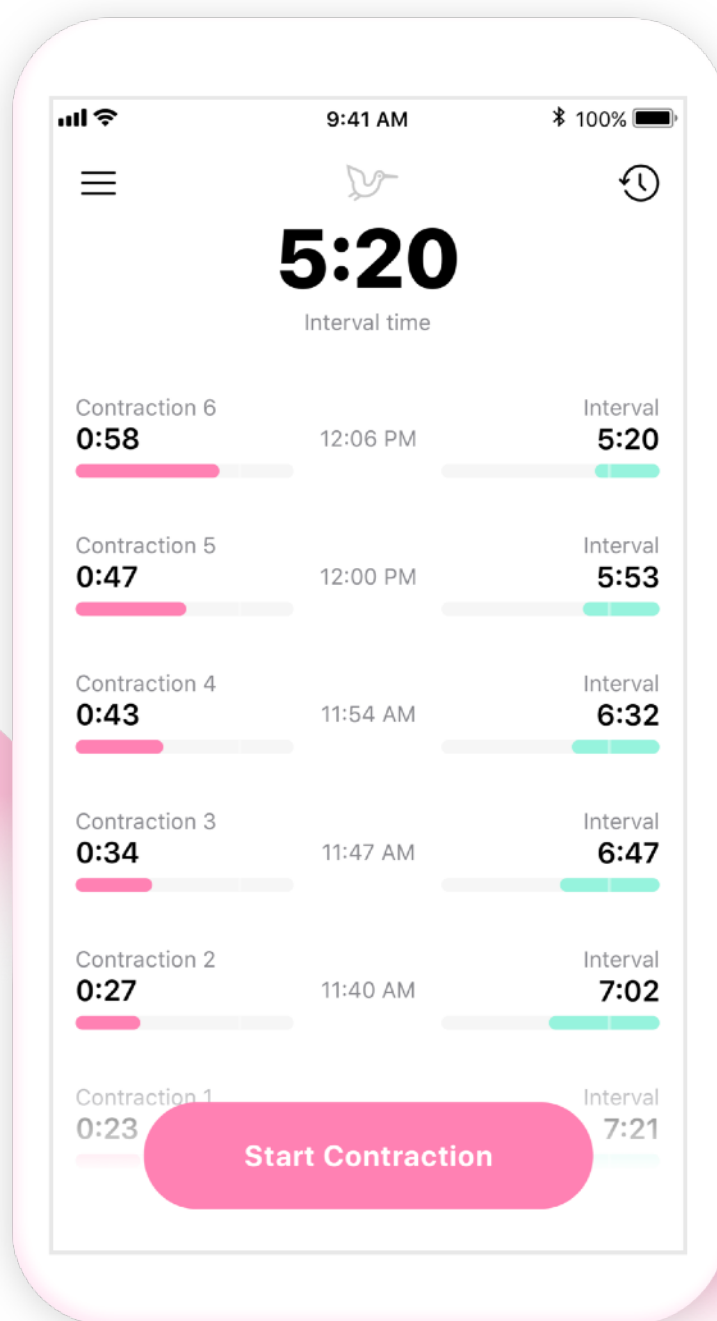 9:41 AM 100%
5:20
Interval time
Contraction 6 Interval
0:58 12:06 PM 5:20
Contraction 5 Interval
0:47 12:00 PM 5:53
Contraction 4 Interval
0:43 11:54 AM 6:32
Contraction 3 Interval
0:34 11:47 AM 6:47
Contraction 2 Interval
0:27 11:40 AM 7:02
Contraction 1 Interval
0:23 7:21
Start Contraction